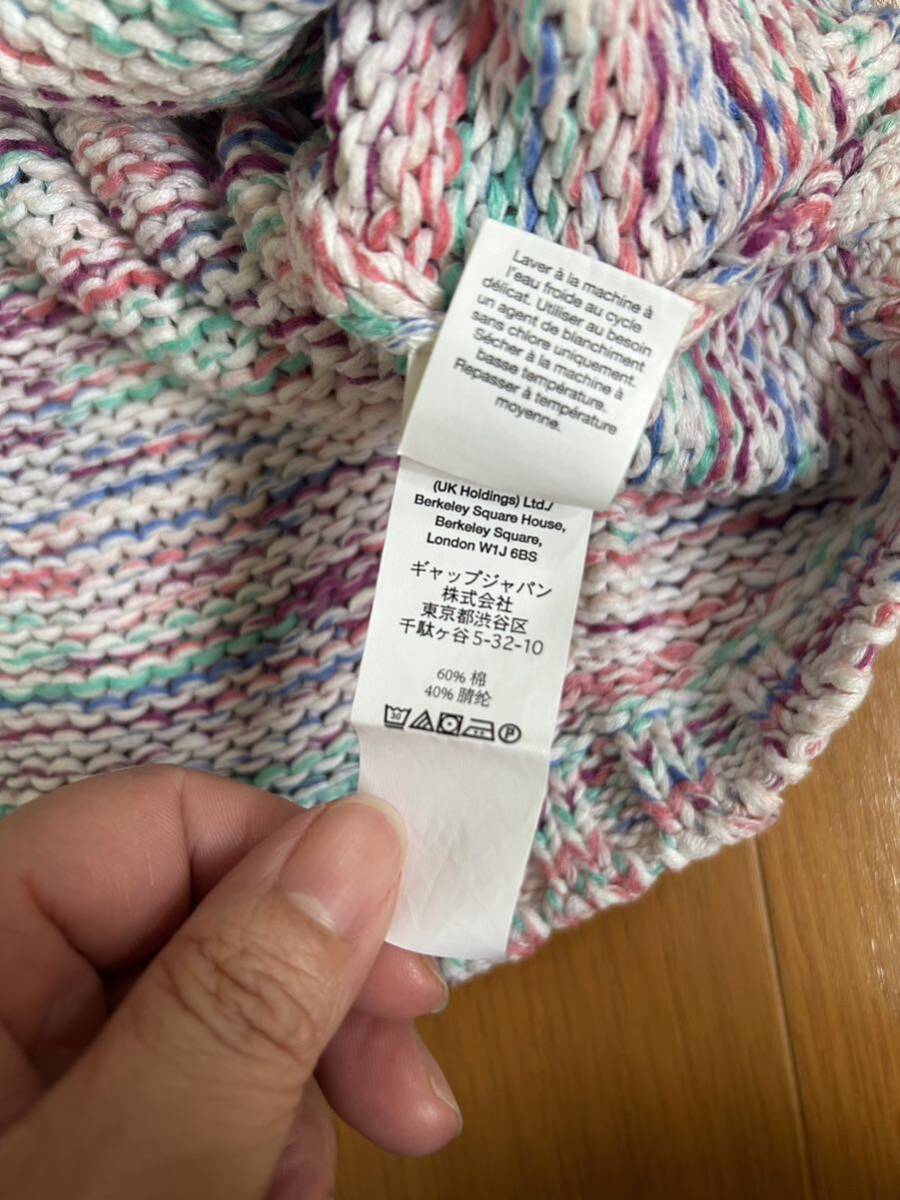 Laver à la machine à
l'eau froide au cycle
délicat. Utiliser au besoin
un agent de blanchiment
sans chlore uniquement.
Sécher à la machine à
basse température.
Repasser à température
moyenne.
(UK Holdings) Ltd./
Berkeley Square House,
Berkeley Square,
London W1J 6BS
ギャップジャパン
株式会社
東京都渋谷区
千駄ヶ谷5-32-10
60% 棉
40% 腈纶
30 P